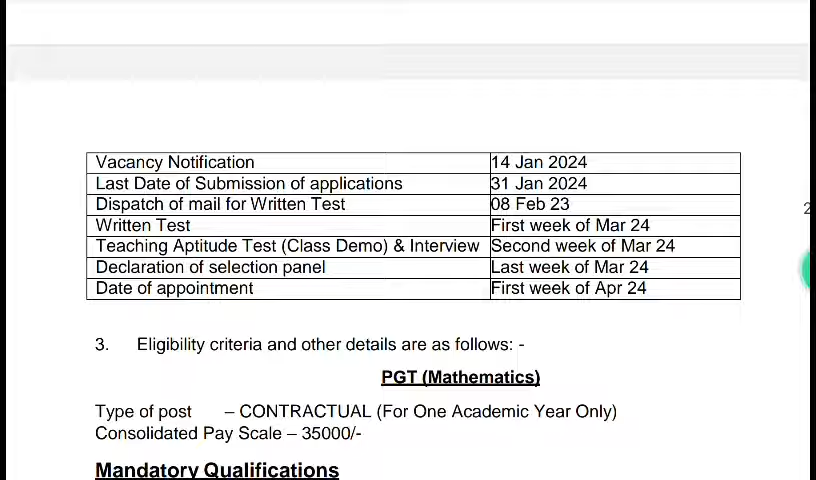 Vacancy Notification 14 Jan 2024
Last Date of Submission of applications 31 Jan 2024
Dispatch of mail for Written Test 08 Feb 23
Written Test First week of Mar 24
Teaching Aptitude Test (Class Demo) & Interview Second week of Mar 24
Declaration of selection panel Last week of Mar 24
Date of appointment First week of Apr 24
2
3. Eligibility criteria and other details are as follows: -
PGT (Mathematics)
Type of post – CONTRACTUAL (For One Academic Year Only)
Consolidated Pay Scale – 35000/-
Mandatory Qualifications